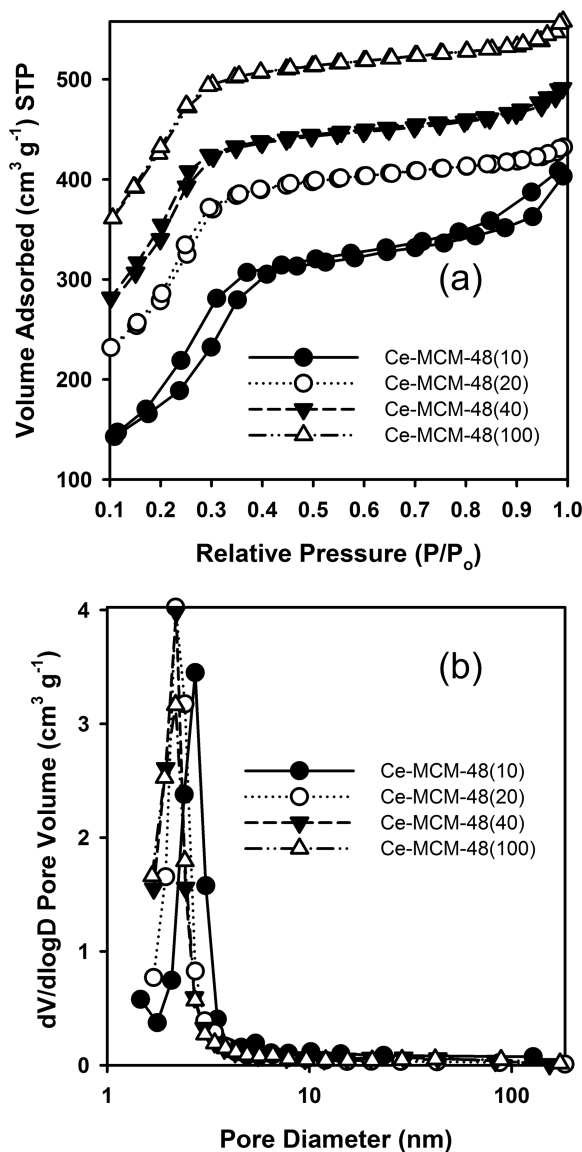 500
400
300
200
100
Volume Adsorbed (cm³ g⁻¹) STP
(a)
Ce-MCM-48(10)
Ce-MCM-48(20)
Ce-MCM-48(40)
Ce-MCM-48(100)
0.1 0.2 0.3 0.4 0.5 0.6 0.7 0.8 0.9 1.0
Relative Pressure (P/Pₒ)
4
3
2
1
0
dV/dlogD Pore Volume (cm³ g⁻¹)
(b)
Ce-MCM-48(10)
Ce-MCM-48(20)
Ce-MCM-48(40)
Ce-MCM-48(100)
1 10 100
Pore Diameter (nm)